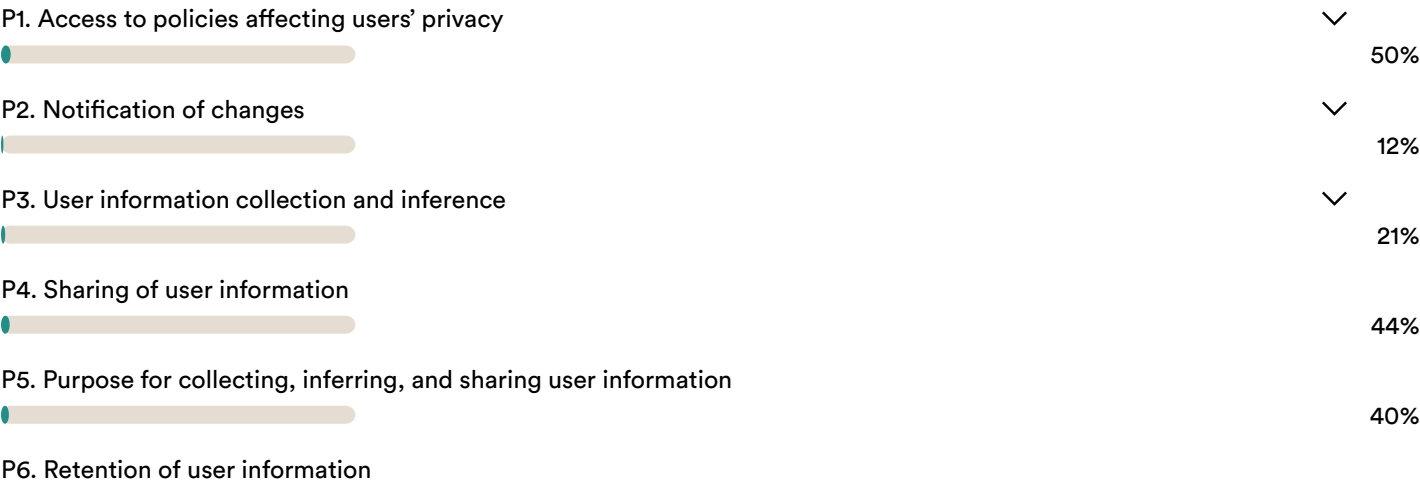 P1. Access to policies affecting users’ privacy
50%
P2. Notification of changes
12%
P3. User information collection and inference
21%
P4. Sharing of user information
44%
P5. Purpose for collecting, inferring, and sharing user information
40%
P6. Retention of user information